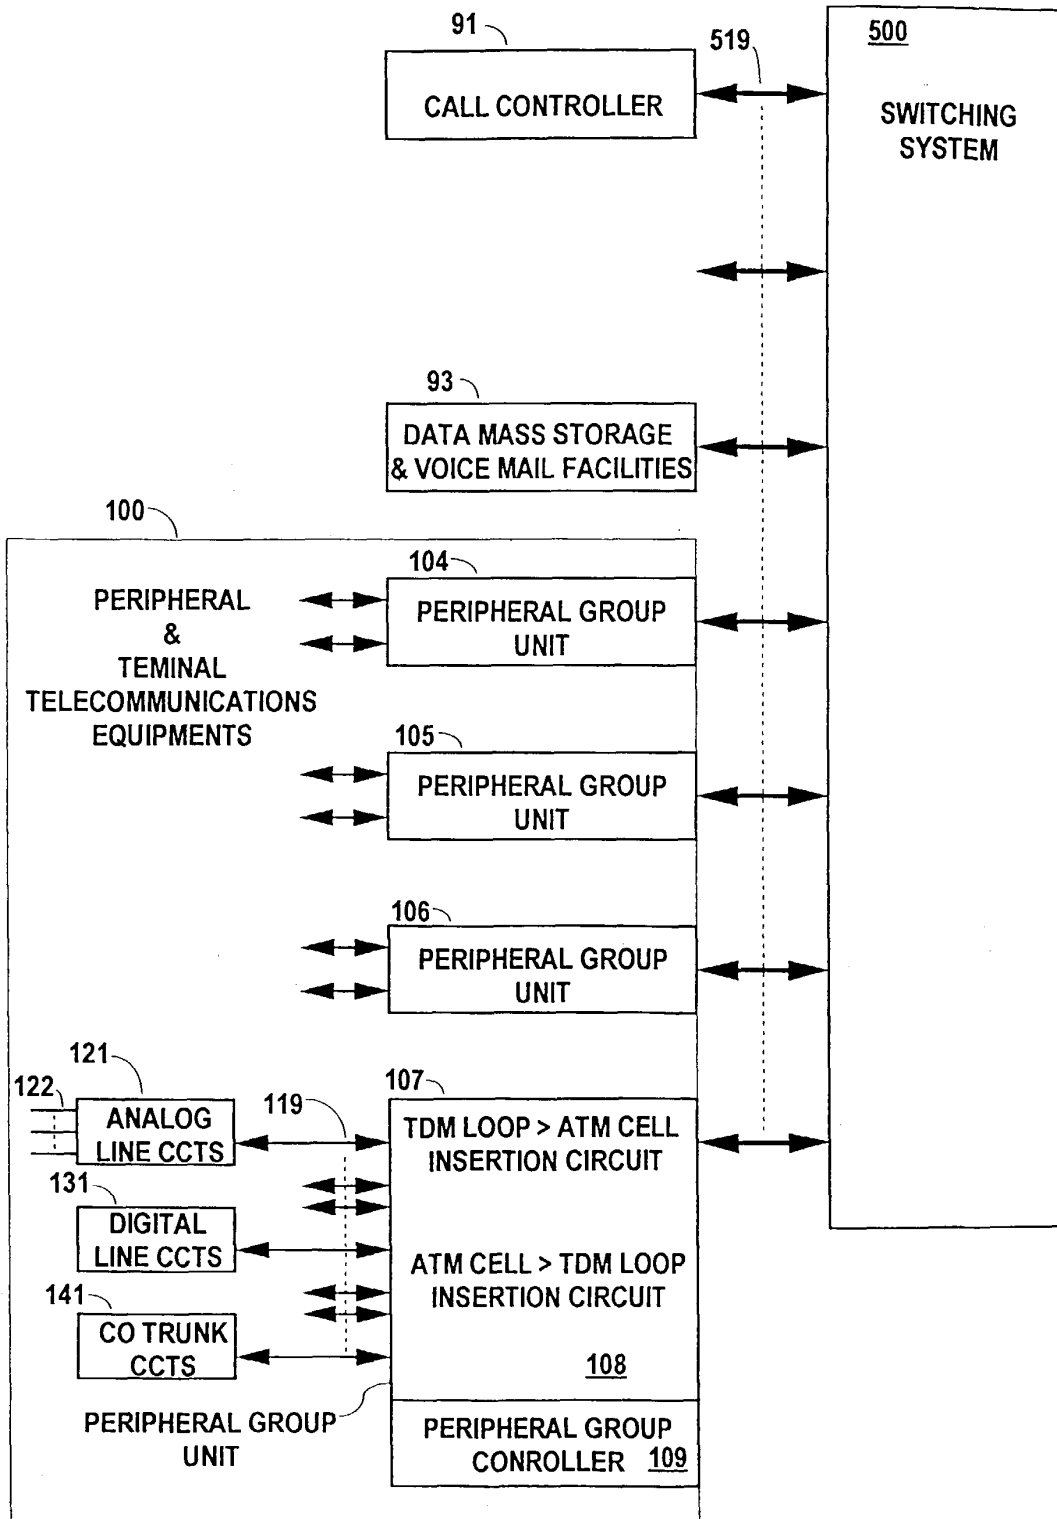 91
519
500
CALL CONTROLLER
SWITCHING
SYSTEM
93
DATA MASS STORAGE
& VOICE MAIL FACILITIES
100
PERIPHERAL
&
TEMINAL
TELECOMMUNICATIONS
EQUIPMENTS
104
PERIPHERAL GROUP
UNIT
105
PERIPHERAL GROUP
UNIT
106
PERIPHERAL GROUP
UNIT
121
122
ANALOG
LINE CCTS
119
107
TDM LOOP > ATM CELL
INSERTION CIRCUIT
131
DIGITAL
LINE CCTS
ATM CELL > TDM LOOP
INSERTION CIRCUIT
141
CO TRUNK
CCTS
108
PERIPHERAL GROUP
UNIT
PERIPHERAL GROUP
CONROLLER 109